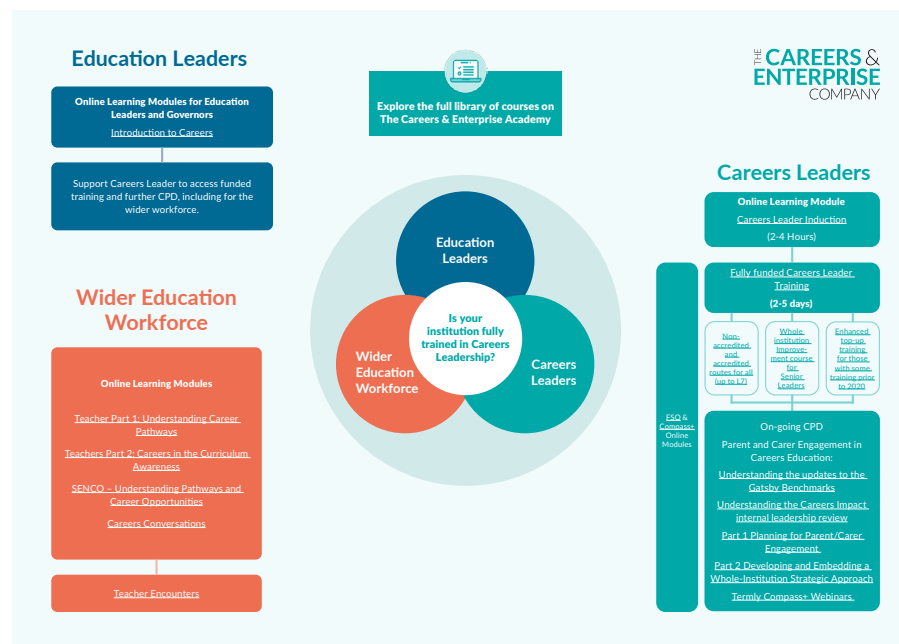 Education Leaders
Online Learning Modules for Education
Leaders and Governors
Introduction to Careers
Support Careers Leader to access funded
training and further CPD, including for the
wider workforce.
Explore the full library of courses on
The Careers & Enterprise Academy
THE CAREERS &
ENTERPRISE
COMPANY
Wider Education
Workforce
Online Learning Modules
Teacher Part 1: Understanding Career
Pathways
Teachers Part 2: Careers in the Curriculum
Awareness
SENCO – Understanding Pathways and
Career Opportunities
Careers Conversations
Teacher Encounters
Education
Leaders
Is your
institution fully
trained in Careers
Leadership?
Wider
Education
Workforce
Careers
Leaders
Careers Leaders
Online Learning Module
Careers Leader Induction
(2-4 Hours)
Fully funded Careers Leader
Training
(2-5 days)
Non-
accredited
and
accredited
routes for all
(up to L7)
Whole
institution
Improve-
ment course
for
Senior
Leaders
Enhanced
top-up
training
for those
with some
training prior
to 2020
FSQ &
Compass+
Online
Modules
On-going CPD
Parent and Carer Engagement in
Careers Education:
Understanding the updates to the
Gatsby Benchmarks
Understanding the Careers Impact
internal leadership review
Part 1 Planning for Parent/Carer
Engagement
Part 2 Developing and Embedding a
Whole-Institution Strategic Approach
Termly Compass+ Webinars